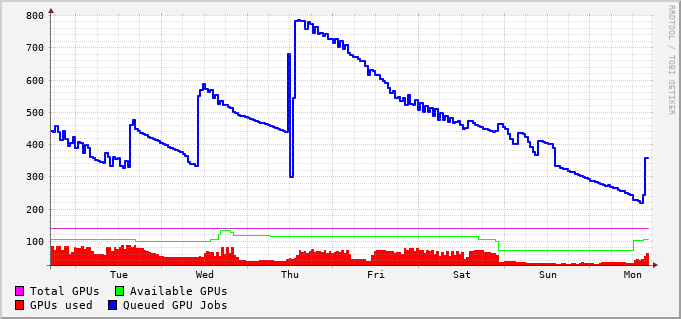 800
700
600
500
400
300
200
100
Tue Wed Thu Fri Sat Sun Mon
Total GPUs Available GPUs
GPUs used Queued GPU Jobs
RRDTOOL / TOBI OETIKER